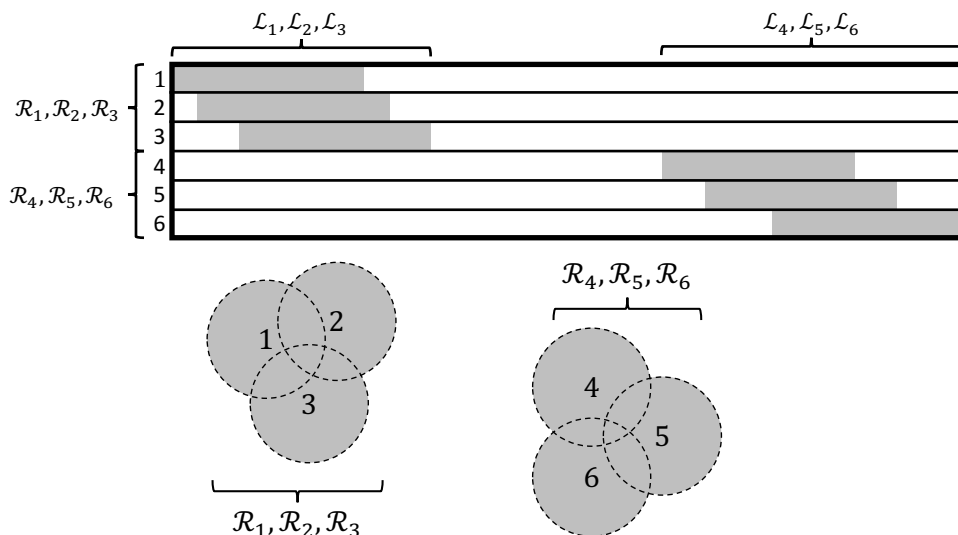 ℒ₁, ℒ₂, ℒ₃
ℒ₄, ℒ₅, ℒ₆
ℛ₁, ℛ₂, ℛ₃
ℛ₄, ℛ₅, ℛ₆
1
2
3
4
5
6
ℛ₄, ℛ₅, ℛ₆
1
2
3
4
5
6
ℛ₁, ℛ₂, ℛ₃